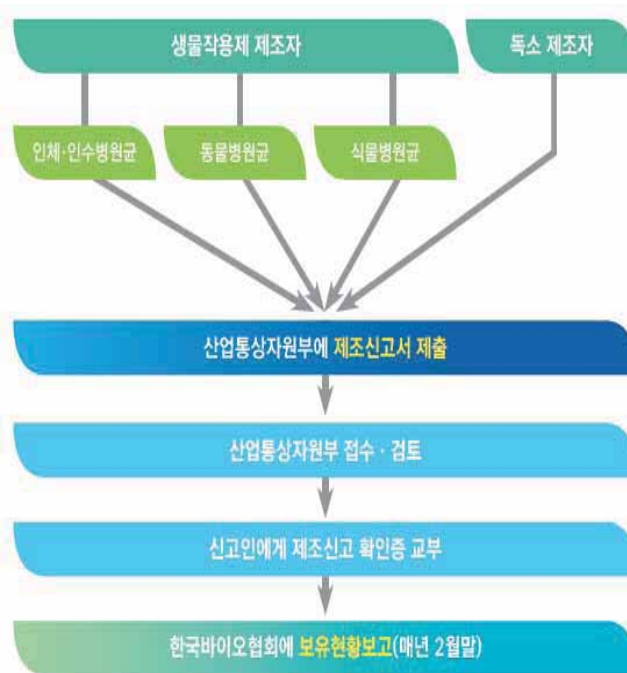 생물작용제 제조자
독소 제조자
인체·인수병원균
동물병원균
식물병원균
산업통상자원부에 제조신고서 제출
산업통상자원부 접수·검토
신고인에게 제조신고 확인증 교부
한국바이오협회에 보유현황보고(매년 2월말)